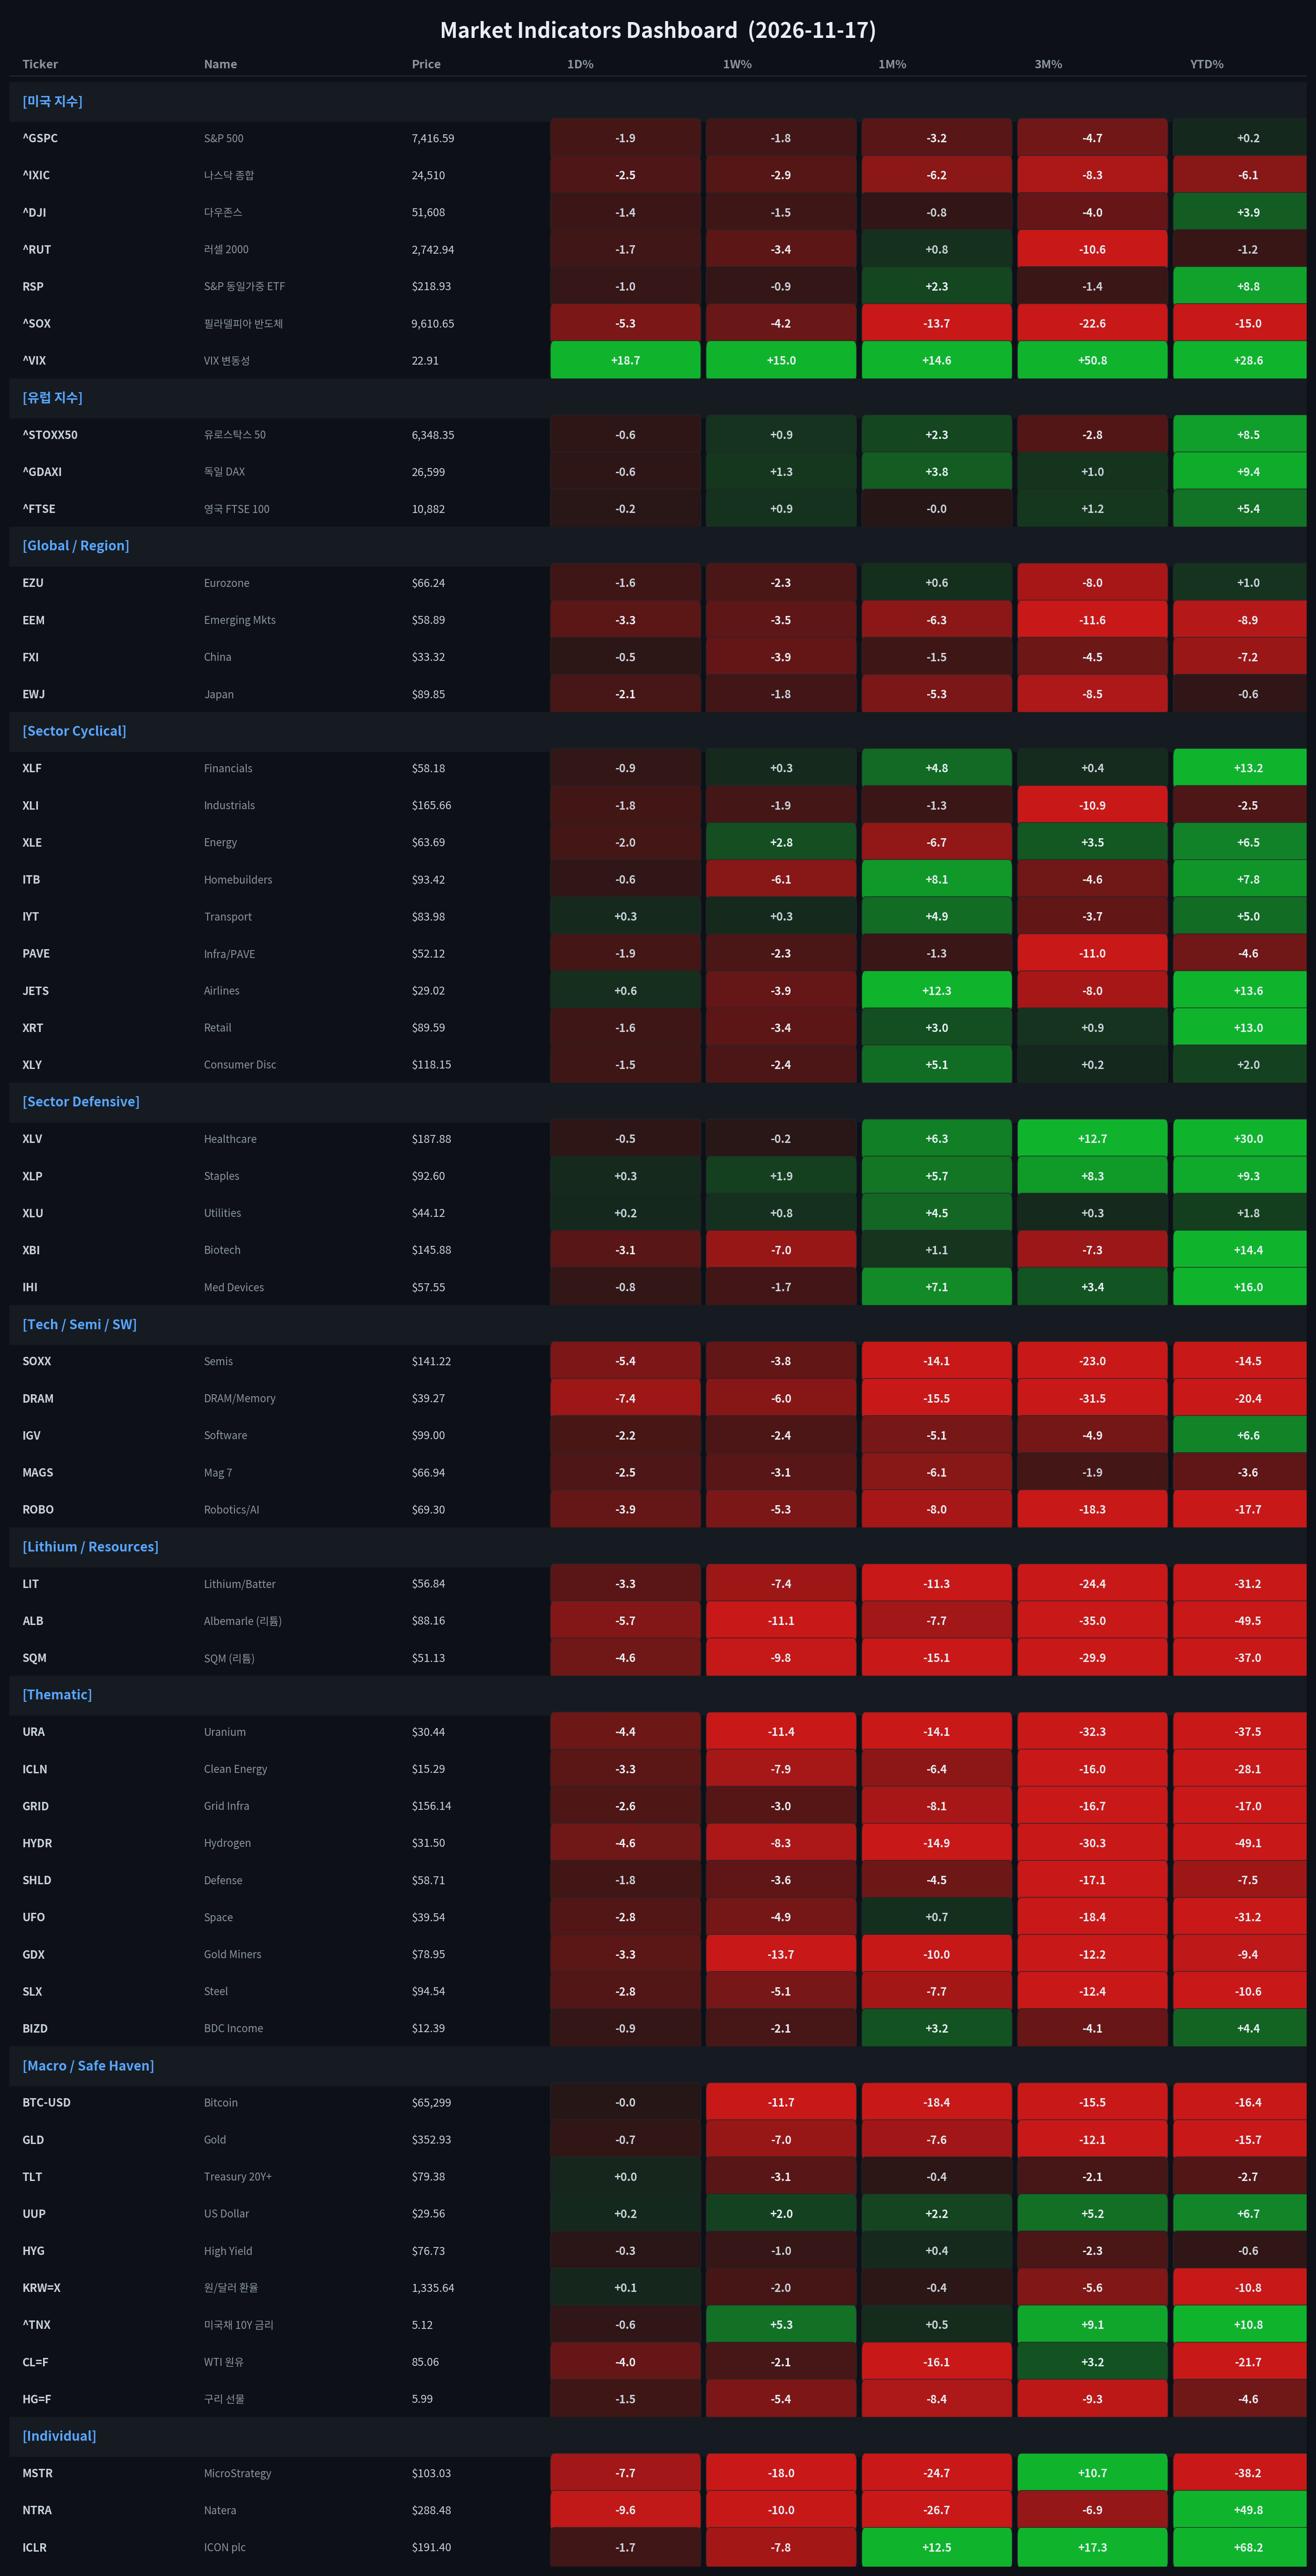 Market Indicators Dashboard (2026-11-17)
Ticker Name Price 1D% 1W% 1M% 3M% YTD%
[미국 지수]
^GSPC S&P 500 7,416.59 -1.9 -1.8 -3.2 -4.7 +0.2
^IXIC 나스닥 종합 24,510 -2.5 -2.9 -6.2 -8.3 -6.1
^DJI 다우존스 51,608 -1.4 -1.5 -0.8 -4.0 +3.9
^RUT 러셀 2000 2,742.94 -1.7 -3.4 +0.8 -10.6 -1.2
RSP S&P 동일가중 ETF $218.93 -1.0 -0.9 +2.3 -1.4 +8.8
^SOX 필라델피아 반도체 9,610.65 -5.3 -4.2 -13.7 -22.6 -15.0
^VIX VIX 변동성 22.91 +18.7 +15.0 +14.6 +50.8 +28.6
[유럽 지수]
^STOXX50 유로스탁스 50 6,348.35 -0.6 +0.9 +2.3 -2.8 +8.5
^GDAXI 독일 DAX 26,599 -0.6 +1.3 +3.8 +1.0 +9.4
^FTSE 영국 FTSE 100 10,882 -0.2 +0.9 -0.0 +1.2 +5.4
[Global / Region]
EZU Eurozone $66.24 -1.6 -2.3 +0.6 -8.0 +1.0
EEM Emerging Mkts $58.89 -3.3 -3.5 -6.3 -11.6 -8.9
FXI China $33.32 -0.5 -3.9 -1.5 -4.5 -7.2
EWJ Japan $89.85 -2.1 -1.8 -5.3 -8.5 -0.6
[Sector Cyclical]
XLF Financials $58.18 -0.9 +0.3 +4.8 +0.4 +13.2
XLI Industrials $165.66 -1.8 -1.9 -1.3 -10.9 -2.5
XLE Energy $63.69 -2.0 +2.8 -6.7 +3.5 +6.5
ITB Homebuilders $93.42 -0.6 -6.1 +8.1 -4.6 +7.8
IYT Transport $83.98 +0.3 +0.3 +4.9 -3.7 +5.0
PAVE Infra/PAVE $52.12 -1.9 -2.3 -1.3 -11.0 -4.6
JETS Airlines $29.02 +0.6 -3.9 +12.3 -8.0 +13.6
XRT Retail $89.59 -1.6 -3.4 +3.0 +0.9 +13.0
XLY Consumer Disc $118.15 -1.5 -2.4 +5.1 +0.2 +2.0
[Sector Defensive]
XLV Healthcare $187.88 -0.5 -0.2 +6.3 +12.7 +30.0
XLP Staples $92.60 +0.3 +1.9 +5.7 +8.3 +9.3
XLU Utilities $44.12 +0.2 +0.8 +4.5 +0.3 +1.8
XBI Biotech $145.88 -3.1 -7.0 +1.1 -7.3 +14.4
IHI Med Devices $57.55 -0.8 -1.7 +7.1 +3.4 +16.0
[Tech / Semi / SW]
SOXX Semis $141.22 -5.4 -3.8 -14.1 -23.0 -14.5
DRAM DRAM/Memory $39.27 -7.4 -6.0 -15.5 -31.5 -20.4
IGV Software $99.00 -2.2 -2.4 -5.1 -4.9 +6.6
MAGS Mag 7 $66.94 -2.5 -3.1 -6.1 -1.9 -3.6
ROBO Robotics/AI $69.30 -3.9 -5.3 -8.0 -18.3 -17.7
[Lithium / Resources]
LIT Lithium/Batter $56.84 -3.3 -7.4 -11.3 -24.4 -31.2
ALB Albemarle (리튬) $88.16 -5.7 -11.1 -7.7 -35.0 -49.5
SQM SQM (리튬) $51.13 -4.6 -9.8 -15.1 -29.9 -37.0
[Thematic]
URA Uranium $30.44 -4.4 -11.4 -14.1 -32.3 -37.5
ICLN Clean Energy $15.29 -3.3 -7.9 -6.4 -16.0 -28.1
GRID Grid Infra $156.14 -2.6 -3.0 -8.1 -16.7 -17.0
HYDR Hydrogen $31.50 -4.6 -8.3 -14.9 -30.3 -49.1
SHLD Defense $58.71 -1.8 -3.6 -4.5 -17.1 -7.5
UFO Space $39.54 -2.8 -4.9 +0.7 -18.4 -31.2
GDX Gold Miners $78.95 -3.3 -13.7 -10.0 -12.2 -9.4
SLX Steel $94.54 -2.8 -5.1 -7.7 -12.4 -10.6
BIZD BDC Income $12.39 -0.9 -2.1 +3.2 -4.1 +4.4
[Macro / Safe Haven]
BTC-USD Bitcoin $65,299 -0.0 -11.7 -18.4 -15.5 -16.4
GLD Gold $352.93 -0.7 -7.0 -7.6 -12.1 -15.7
TLT Treasury 20Y+ $79.38 +0.0 -3.1 -0.4 -2.1 -2.7
UUP US Dollar $29.56 +0.2 +2.0 +2.2 +5.2 +6.7
HYG High Yield $76.73 -0.3 -1.0 +0.4 -2.3 -0.6
KRW=X 원/달러 환율 1,335.64 +0.1 -2.0 -0.4 -5.6 -10.8
^TNX 미국채 10Y 금리 5.12 -0.6 +5.3 +0.5 +9.1 +10.8
CL=F WTI 원유 85.06 -4.0 -2.1 -16.1 +3.2 -21.7
HG=F 구리 선물 5.99 -1.5 -5.4 -8.4 -9.3 -4.6
[Individual]
MSTR MicroStrategy $103.03 -7.7 -18.0 -24.7 +10.7 -38.2
NTRA Natera $288.48 -9.6 -10.0 -26.7 -6.9 +49.8
ICLR ICON plc $191.40 -1.7 -7.8 +12.5 +17.3 +68.2